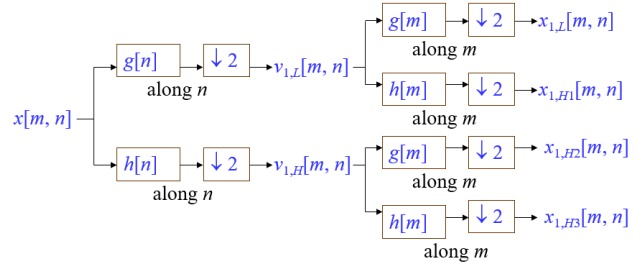 g[m] ↓2 x1,L[m, n]
along m
g[n] ↓2 v1,L[m, n]
along n
h[m] ↓2 x1,H1[m, n]
along m
x[m, n]
g[m] ↓2 x1,H2[m, n]
along m
h[n] ↓2 v1,H[m, n]
along n
h[m] ↓2 x1,H3[m, n]
along m